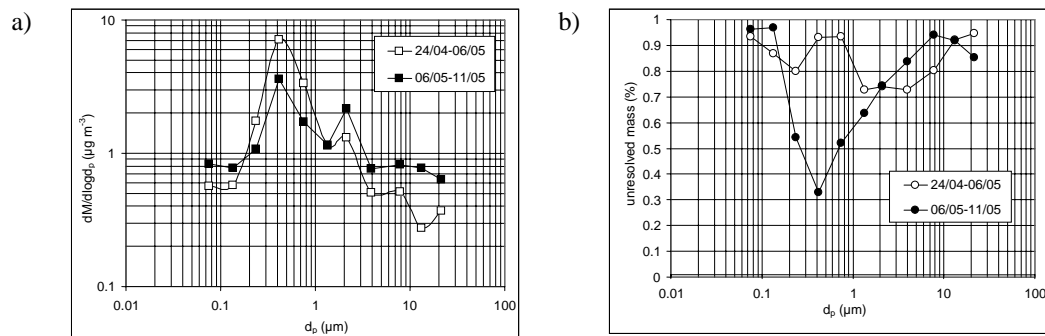 a)
10
1
0.1
dM/dlogdp (µg m-3)
24/04-06/05
06/05-11/05
0.01 0.1 1 10 100
dp (µm)
b)
1
0.9
0.8
0.7
0.6
0.5
0.4
0.3
0.2
0.1
0
unresolved mass (%)
24/04-06/05
06/05-11/05
0.01 0.1 1 10 100
dp (µm)